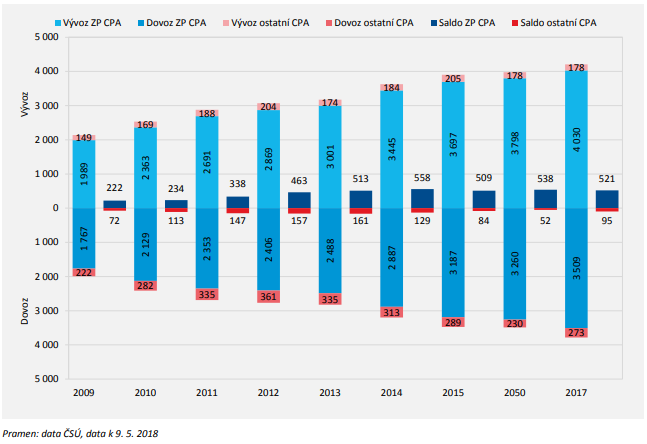 Vývoz ZP CPA Dovoz ZP CPA Vývoz ostatní CPA Dovoz ostatní CPA Saldo ZP CPA Saldo ostatní CPA
5 000
4 000
3 000
2 000
1 000
0
1 000
2 000
3 000
4 000
5 000
Vývoz
Dovoz
149 169 188 204 174 184 205 178 178
1 989 2 363 2 691 2 869 3 001 3 445 3 697 3 798 4 030
222 234 338 463 513 558 509 538 521
72 113 147 157 161 129 84 52 95
1 767 2 129 2 353 2 406 2 488 2 887 3 187 3 260 3 509
222 282 335 361 335 313 289 230 273
2009 2010 2011 2012 2013 2014 2015 2050 2017
Pramen: data ČSÚ, data k 9. 5. 2018